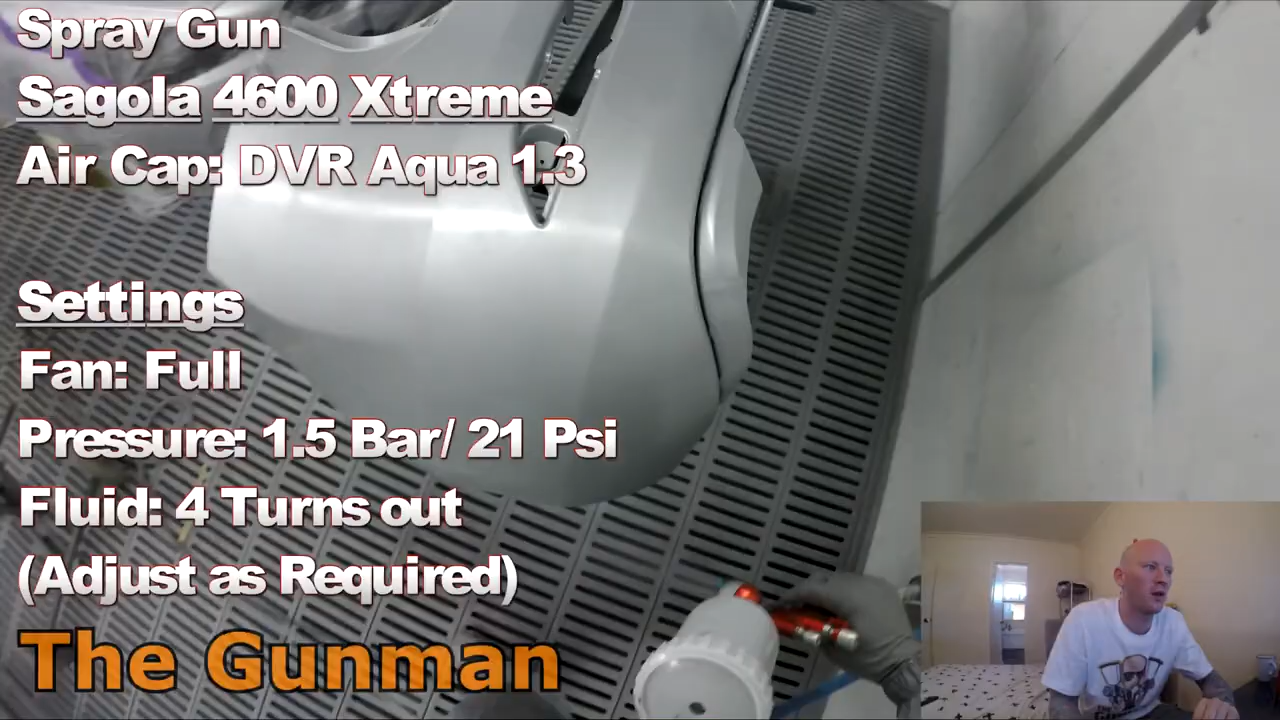 Spray Gun
Sagola 4600 Xtreme
Air Cap: DVR Aqua 1.3
Settings
Fan: Full
Pressure: 1.5 Bar/ 21 Psi
Fluid: 4 Turns out
(Adjust as Required)
The Gunman